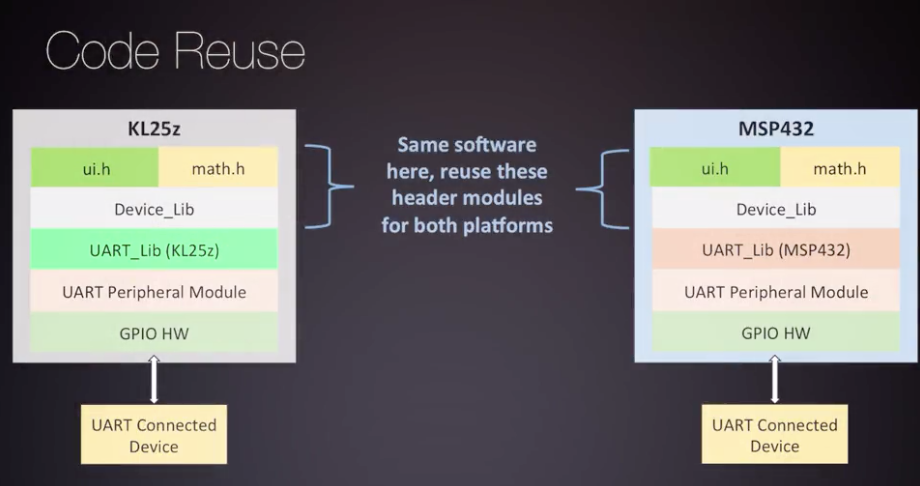 Code Reuse
KL25z
ui.h
math.h
Device_Lib
UART_Lib (KL25z)
UART Peripheral Module
GPIO HW
UART Connected
Device
Same software
here, reuse these
header modules
for both platforms
MSP432
ui.h
math.h
Device_Lib
UART_Lib (MSP432)
UART Peripheral Module
GPIO HW
UART Connected
Device